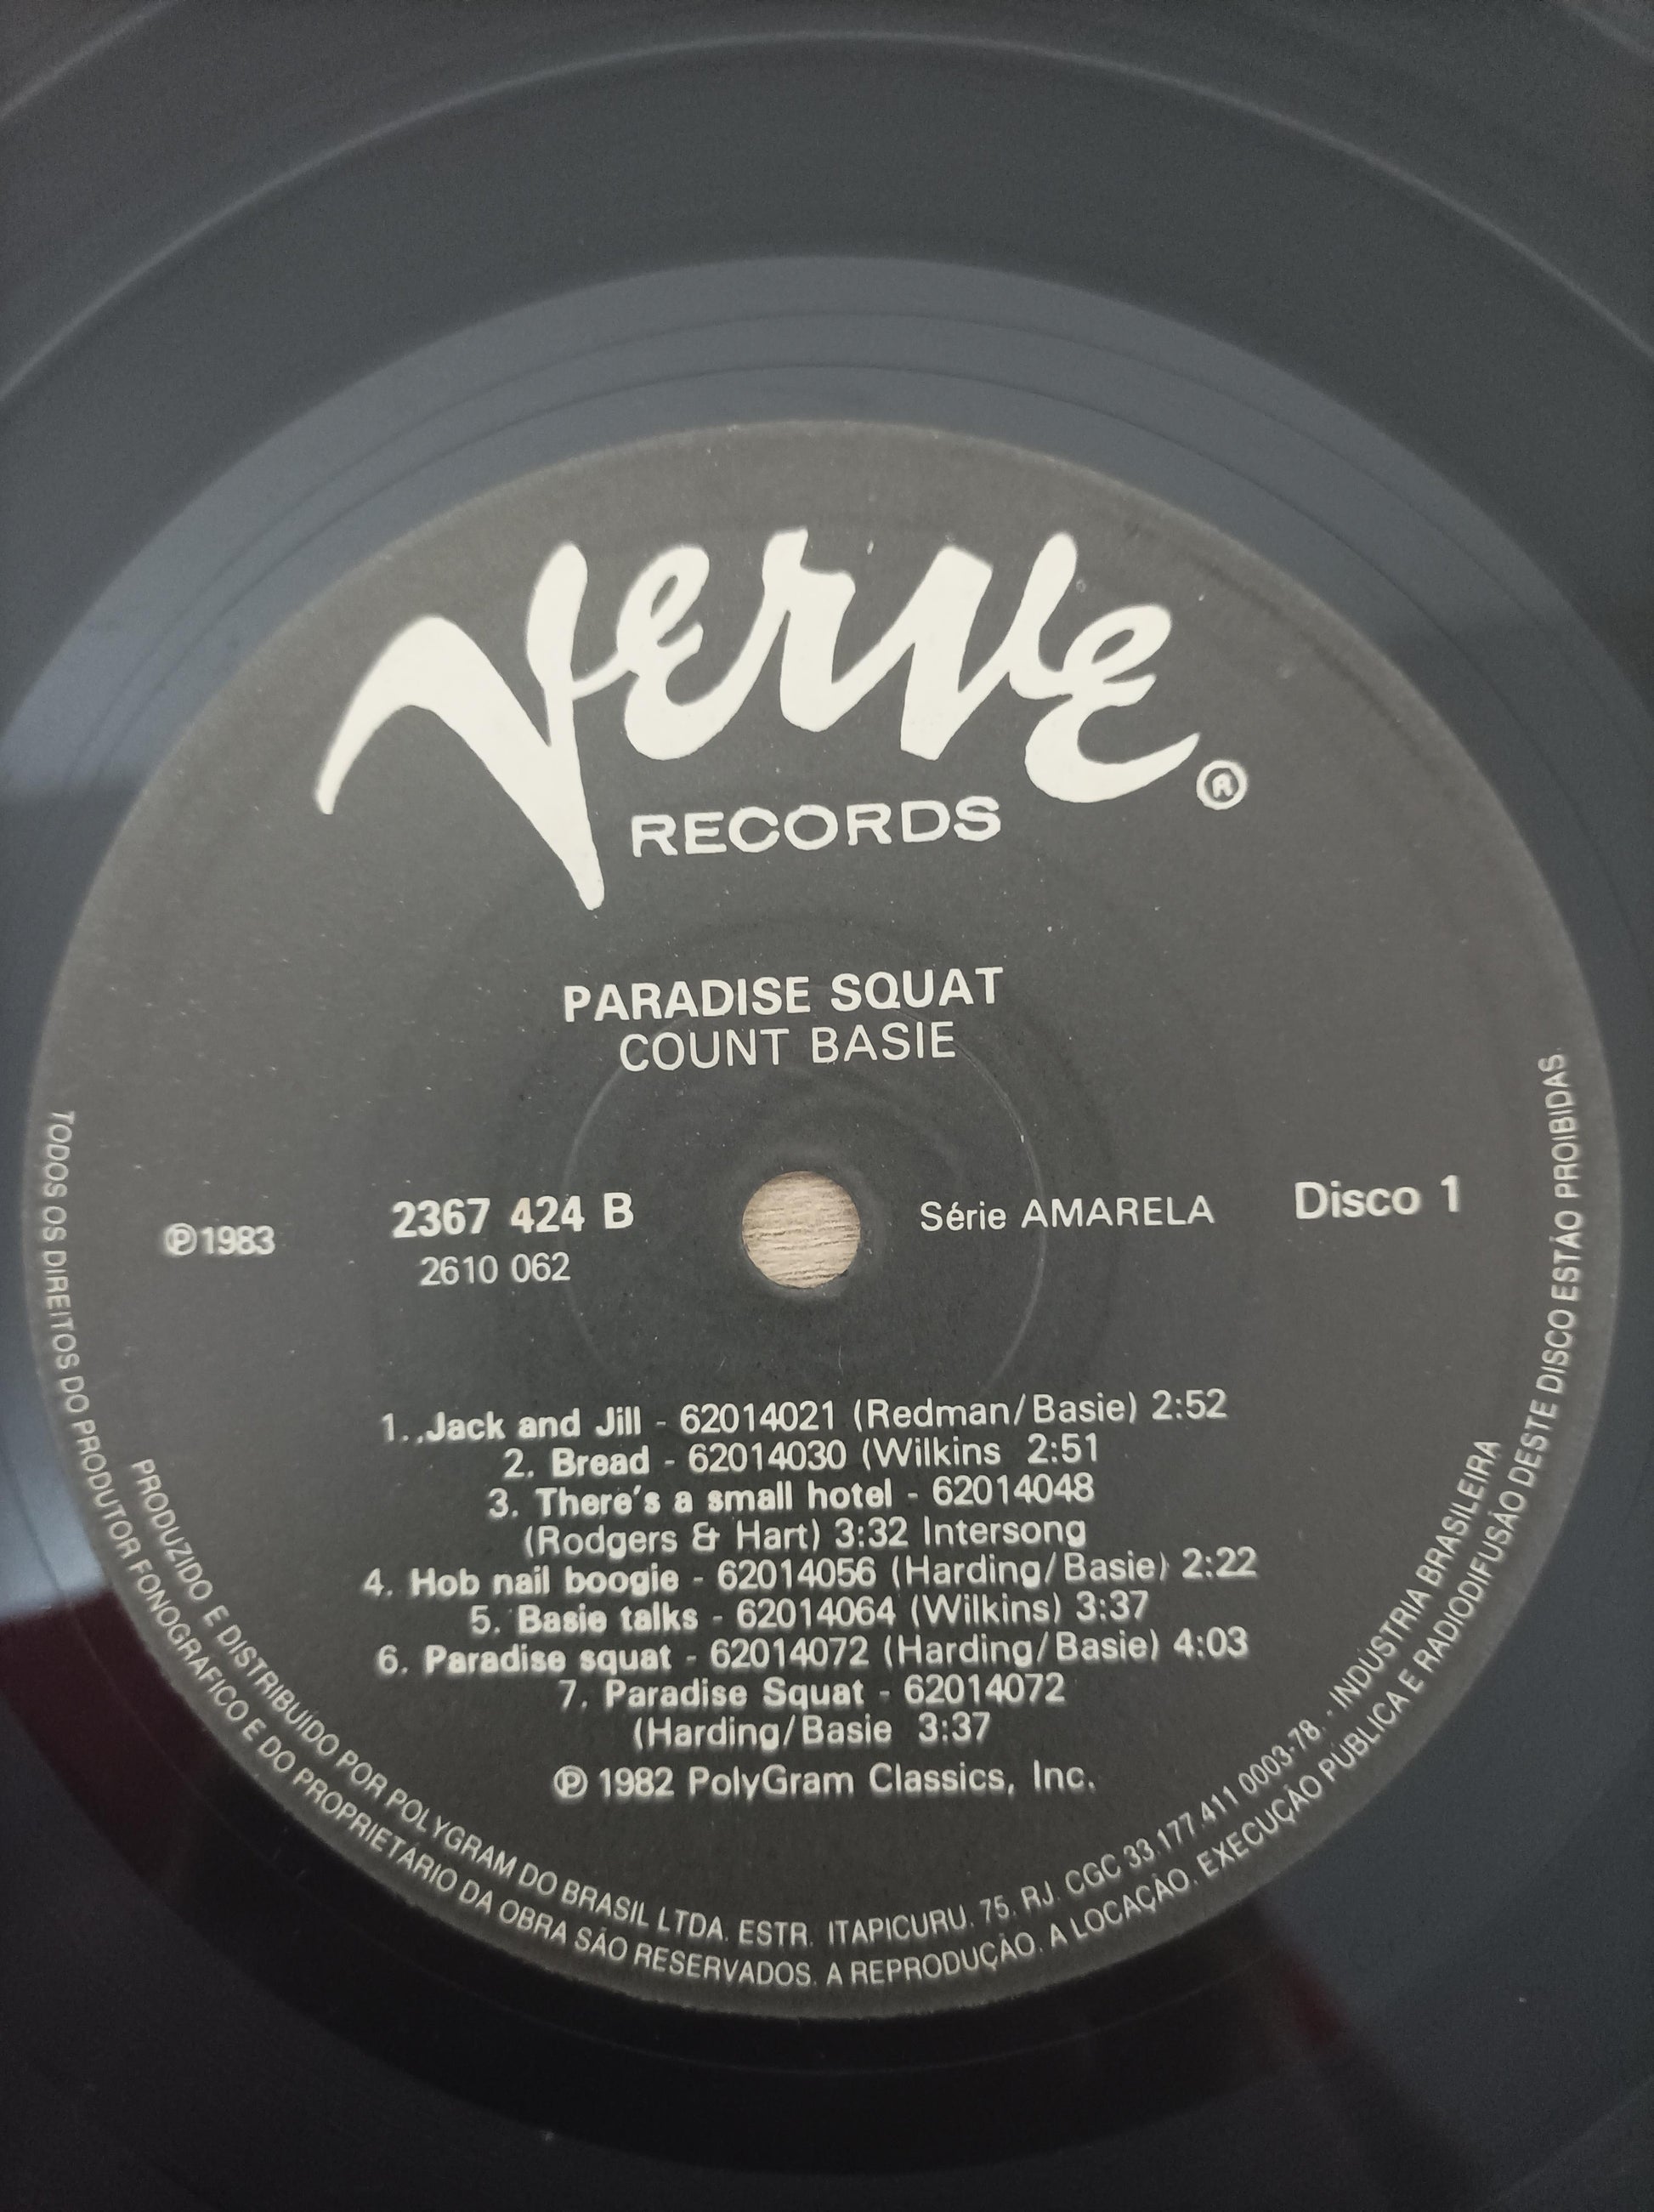 Verve ®
RECORDS
PARADISE SQUAT
COUNT BASIE
℗1983
2367 424 B
2610 062
Série AMARELA
Disco 1
1..Jack and Jill - 62014021 (Redman/Basie) 2:52
2. Bread - 62014030 (Wilkins 2:51
3. There's a small hotel - 62014048
(Rodgers & Hart) 3:32 Intersong
4. Hob nail boogie - 62014056 (Harding/Basie) 2:22
5. Basie talks - 62014064 (Wilkins) 3:37
6. Paradise squat - 62014072 (Harding/Basie) 4:03
7. Paradise Squat - 62014072
(Harding/Basie 3:37
℗ 1982 PolyGram Classics, Inc.
PRODUZIDO E DISTRIBUÍDO POR POLYGRAM DO BRASIL LTDA. ESTR. ITAPICURU, 75, RJ. CGC 33.177.411 0003-78. - INDÚSTRIA BRASILEIRA
TODOS OS DIREITOS DO PRODUTOR FONOGRÁFICO E DO PROPRIETÁRIO DA OBRA SÃO RESERVADOS. A REPRODUÇÃO, A LOCAÇÃO, EXECUÇÃO PÚBLICA E RADIODIFUSÃO DESTE DISCO ESTÃO PROIBIDAS.